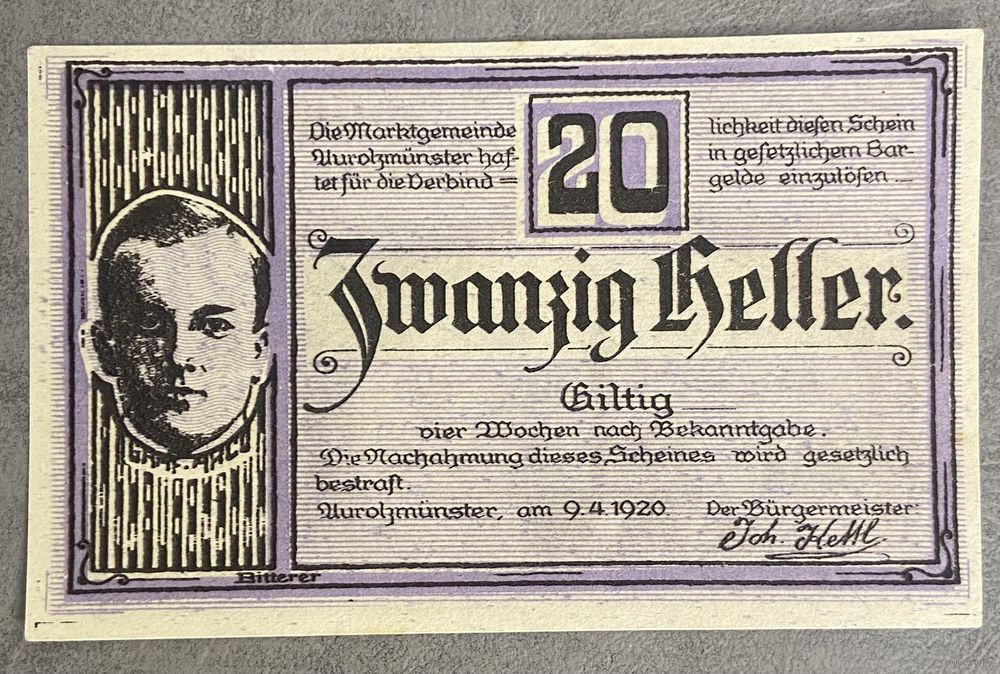 Die Marktgemeinde
Aurolzmünster haf-
tet für die Verbind =
20
lichkeit diesen Schein
in gesetzlichem Bar-
gelde einzulösen
Zwanzig Heller.
Giltig
vier Wochen nach Bekanntgabe.
Die Nachahmung dieses Scheines wird gesetzlich
bestraft.
Aurolzmünster, am 9.4.1920 Der Bürgermeister
Joh.
Bitterer